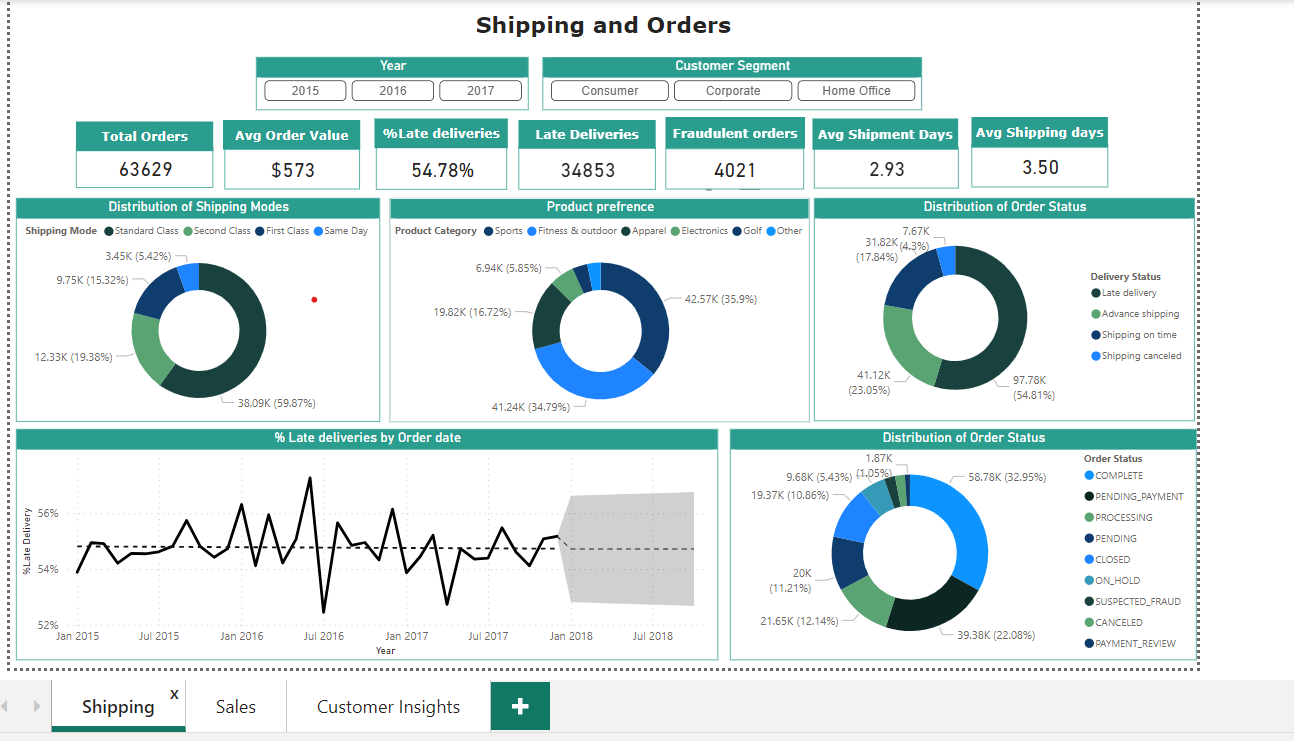 Shipping and Orders
Year
2015 2016 2017
Customer Segment
Consumer Corporate Home Office
Total Orders
63629
Avg Order Value
$573
%Late deliveries
54.78%
Late Deliveries
34853
Fraudulent orders
4021
Avg Shipment Days
2.93
Avg Shipping days
3.50
Distribution of Shipping Modes
Shipping Mode Standard Class Second Class First Class Same Day
3.45K (5.42%)
9.75K (15.32%)
12.33K (19.38%)
38.09K (59.87%)
Product prefrence
Product Category Sports Fitness & outdoor Apparel Electronics Golf Other
6.94K (5.85%)
42.57K (35.9%)
19.82K (16.72%)
41.24K (34.79%)
Distribution of Order Status
7.67K
(4.3%)
31.82K
(17.84%)
41.12K
(23.05%)
97.78K
(54.81%)
Delivery Status
Late delivery
Advance shipping
Shipping on time
Shipping canceled
% Late deliveries by Order date
%Late Delivery
56%
54%
52%
Jan 2015 Jul 2015 Jan 2016 Jul 2016 Jan 2017 Jul 2017 Jan 2018 Jul 2018
Year
Distribution of Order Status
1.87K
(1.05%)
9.68K (5.43%)
58.78K (32.95%)
19.37K (10.86%)
20K
(11.21%)
21.65K (12.14%)
39.38K (22.08%)
Order Status
COMPLETE
PENDING_PAYMENT
PROCESSING
PENDING
CLOSED
ON_HOLD
SUSPECTED_FRAUD
CANCELED
PAYMENT_REVIEW
Shipping x Sales Customer Insights +